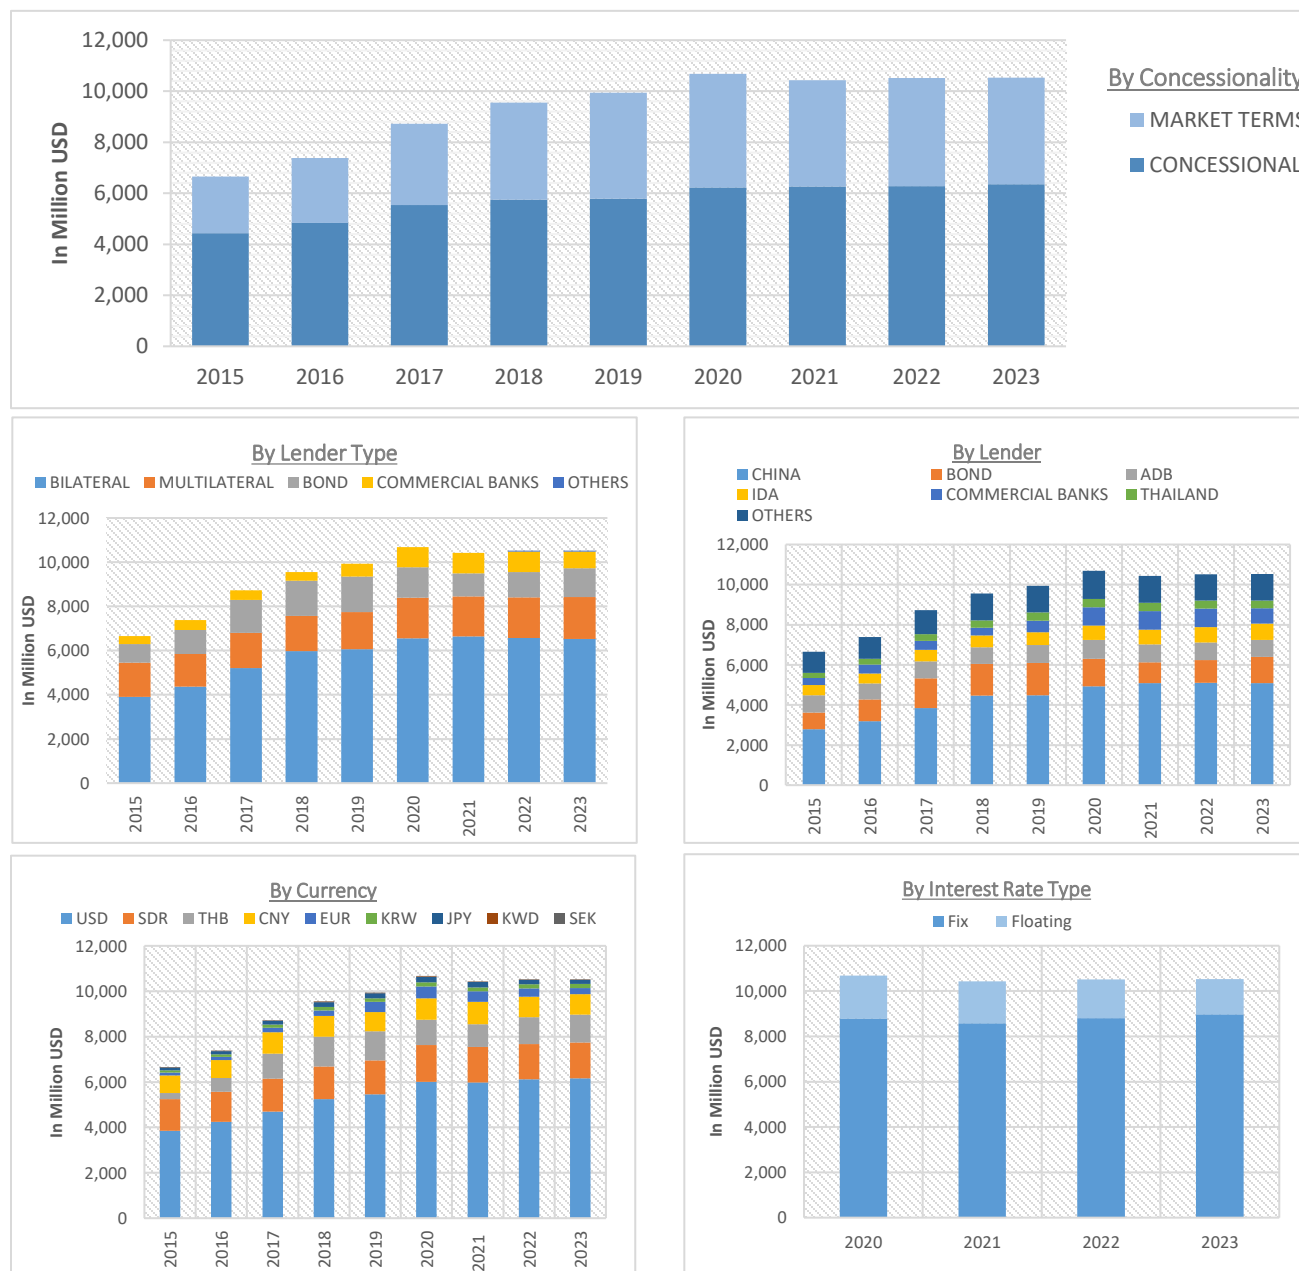 By Concessionality
MARKET TERMS
CONCESSIONAL
In Million USD
12,000
10,000
8,000
6,000
4,000
2,000
0
2015 2016 2017 2018 2019 2020 2021 2022 2023
By Lender Type
BILATERAL MULTILATERAL BOND COMMERCIAL BANKS OTHERS
In Million USD
12,000
10,000
8,000
6,000
4,000
2,000
0
2015 2016 2017 2018 2019 2020 2021 2022 2023
By Lender
CHINA BOND ADB
IDA COMMERCIAL BANKS THAILAND
OTHERS
In Million USD
12,000
10,000
8,000
6,000
4,000
2,000
0
2015 2016 2017 2018 2019 2020 2021 2022 2023
By Currency
USD SDR THB CNY EUR KRW JPY KWD SEK
In Million USD
12,000
10,000
8,000
6,000
4,000
2,000
0
2015 2016 2017 2018 2019 2020 2021 2022 2023
By Interest Rate Type
Fix Floating
In Million USD
12,000
10,000
8,000
6,000
4,000
2,000
0
2020 2021 2022 2023